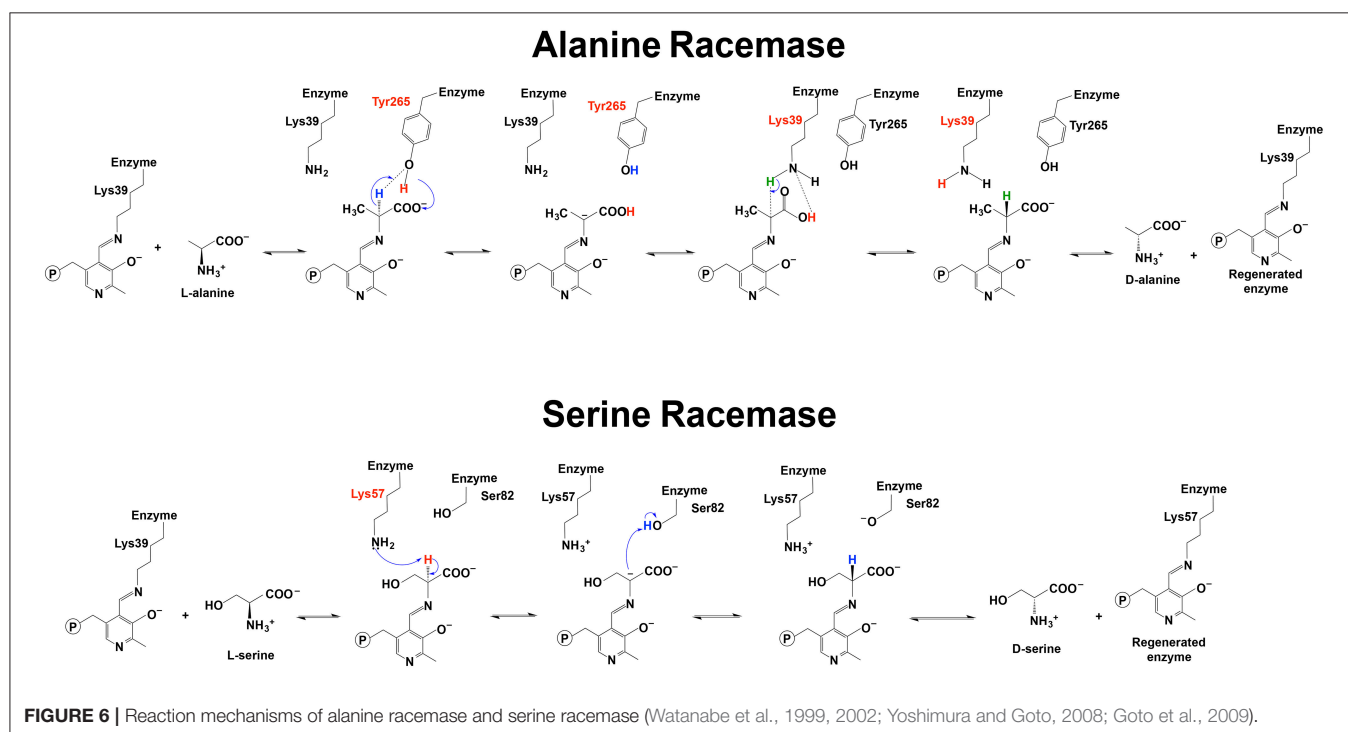 Alanine Racemase
Enzyme
Lys39
NH₂
Tyr265
Enzyme
O
H
H
H₃C
COO⁻
N
O⁻
P
N
Enzyme
Lys39
NH₂
Tyr265
Enzyme
OH
H₃C
COOH
N
O⁻
P
N
Enzyme
Lys39
Enzyme
Tyr265
OH
H
N
H
O
H₃C
OH
N
O⁻
P
N
Enzyme
Lys39
Enzyme
Tyr265
OH
N
H
H
H
H₃C
COO⁻
N
O⁻
P
N
Enzyme
Lys39
N
O⁻
P
N
+
COO⁻
NH₃⁺
L-alanine
COO⁻
NH₃⁺
D-alanine
+
Enzyme
Lys39
N
O⁻
P
N
Regenerated
enzyme
Serine Racemase
Enzyme
Lys39
N
O⁻
P
N
+
HO
COO⁻
NH₃⁺
L-serine
Enzyme
Lys57
NH₂
Enzyme
Ser82
HO
H
HO
COO⁻
N
O⁻
P
N
Enzyme
Lys57
NH₃⁺
Enzyme
Ser82
HO
HO
COO⁻
N
O⁻
P
N
Enzyme
Lys57
NH₃⁺
Enzyme
Ser82
⁻O
H
HO
COO⁻
N
O⁻
P
N
HO
COO⁻
NH₃⁺
D-serine
+
Enzyme
Lys57
N
O⁻
P
N
Regenerated
enzyme
FIGURE 6 | Reaction mechanisms of alanine racemase and serine racemase (Watanabe et al., 1999, 2002; Yoshimura and Goto, 2008; Goto et al., 2009).